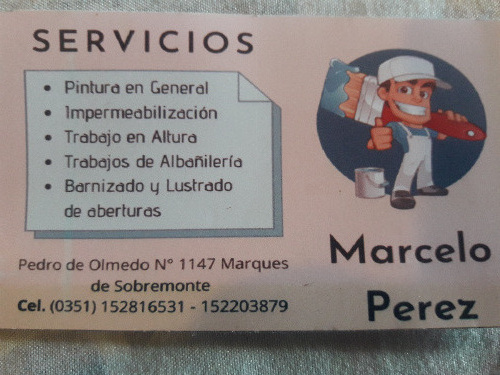 SERVICIOS
• Pintura en General
• Impermeabilización
• Trabajo en Altura
• Trabajos de Albañilería
• Barnizado y Lustrado
de aberturas
Pedro de Olmedo N° 1147 Marques
de Sobremonte
Cel. (0351) 152816531 - 152203879
Marcelo
Perez